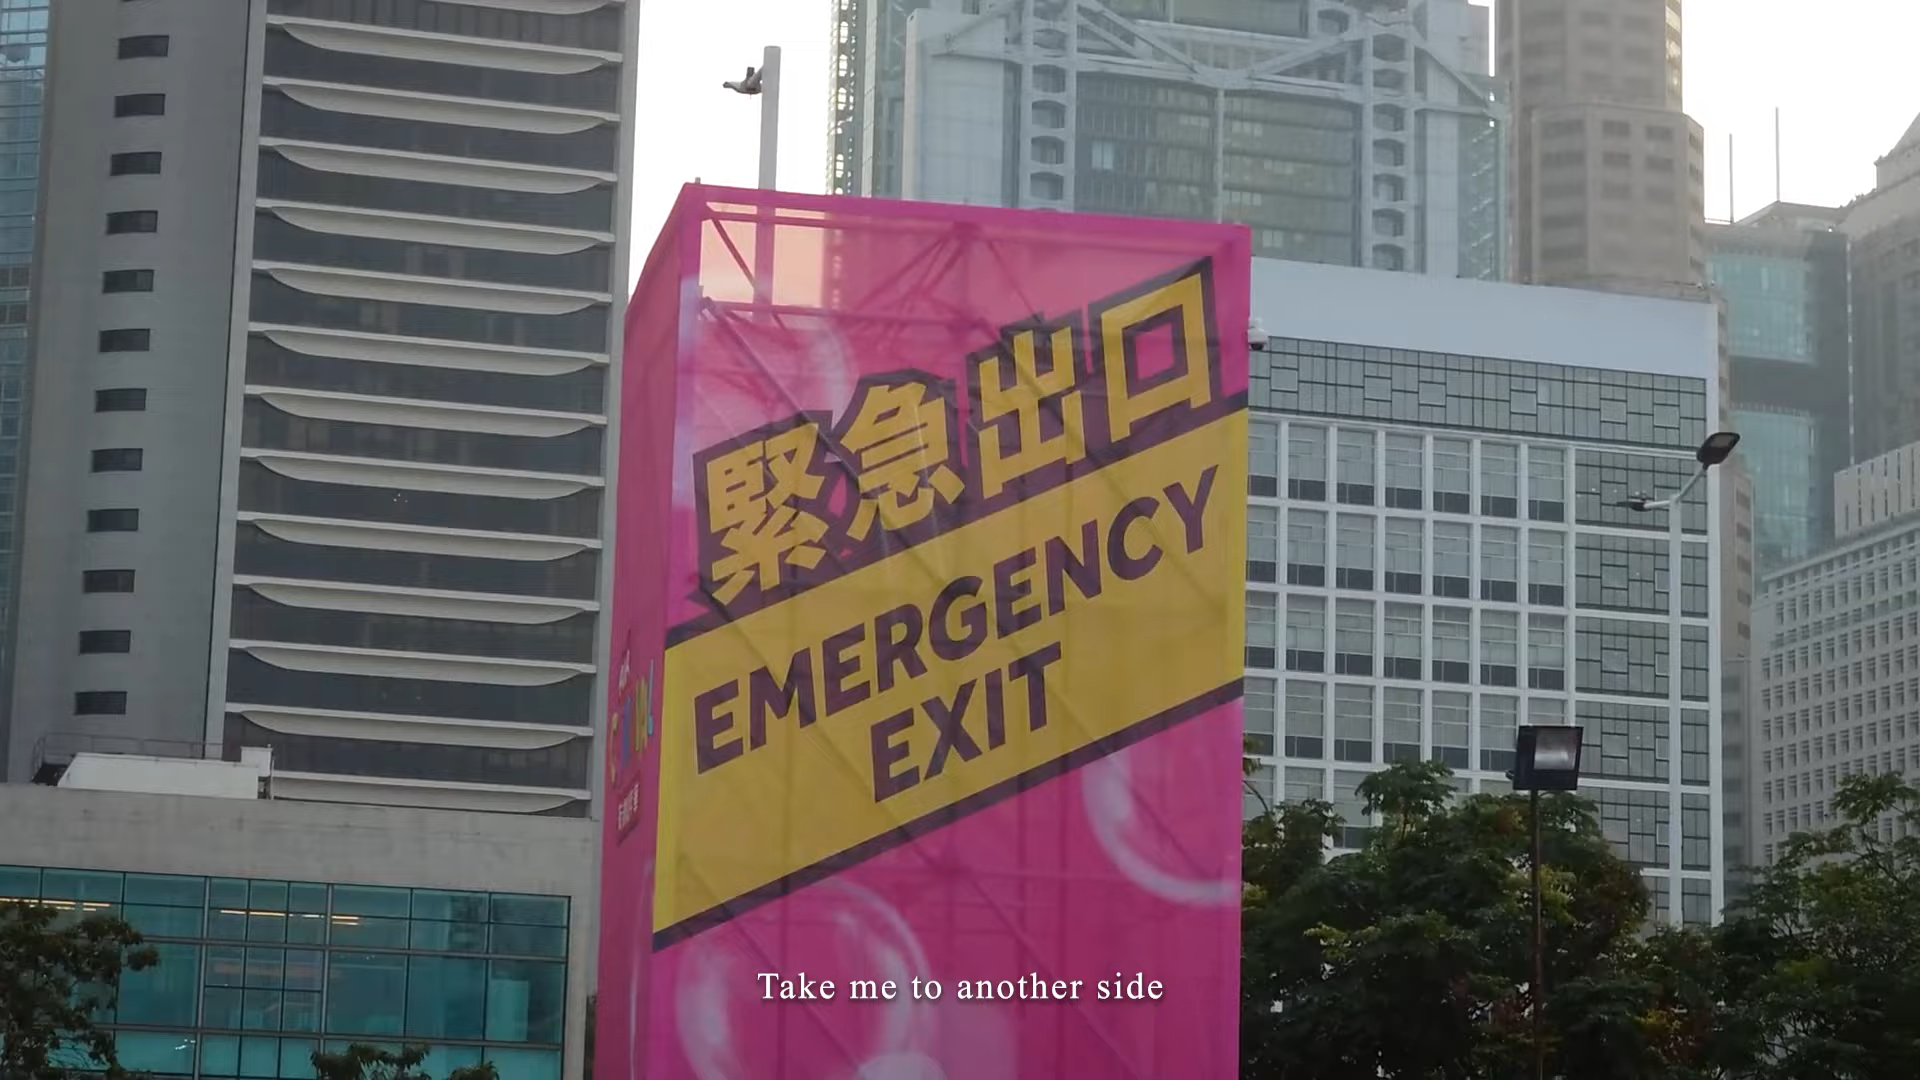 緊急出口
EMERGENCY
EXIT
Take me to another side